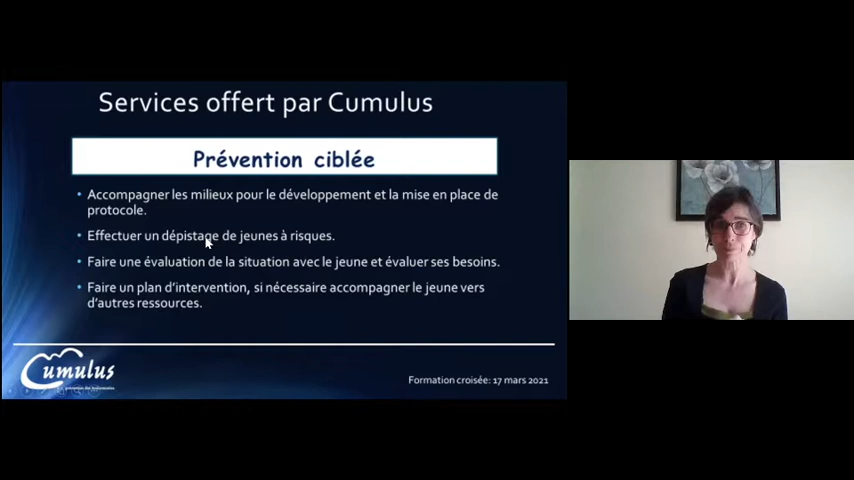 Services offert par Cumulus
Prévention ciblée
• Accompagner les milieux pour le développement et la mise en place de
protocole.
• Effectuer un dépistage de jeunes à risques.
• Faire une évaluation de la situation avec le jeune et évaluer ses besoins.
• Faire un plan d'intervention, si nécessaire accompagner le jeune vers
d'autres ressources.
Cumulus
Formation croisée: 17 mars 2021